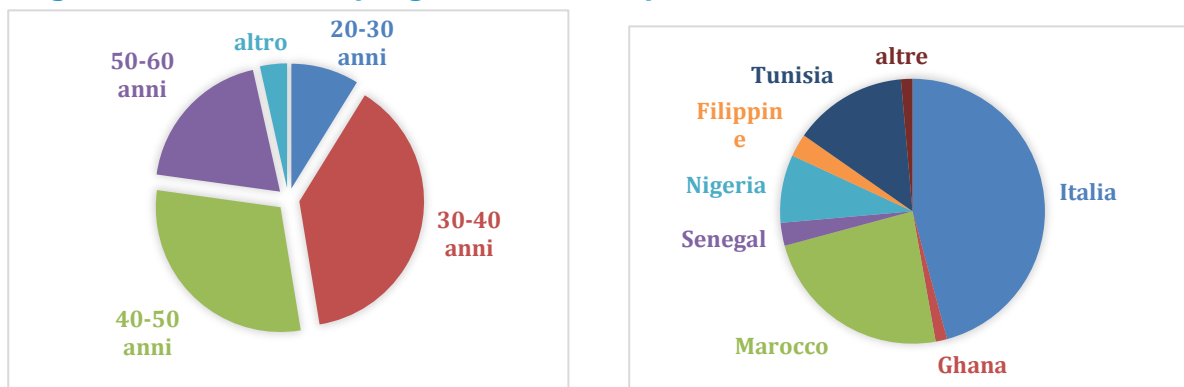 20-30
anni
30-40
anni
40-50
anni
50-60
anni
altro
Italia
Ghana
Marocco
Senegal
Nigeria
Filippin
e
Tunisia
altre